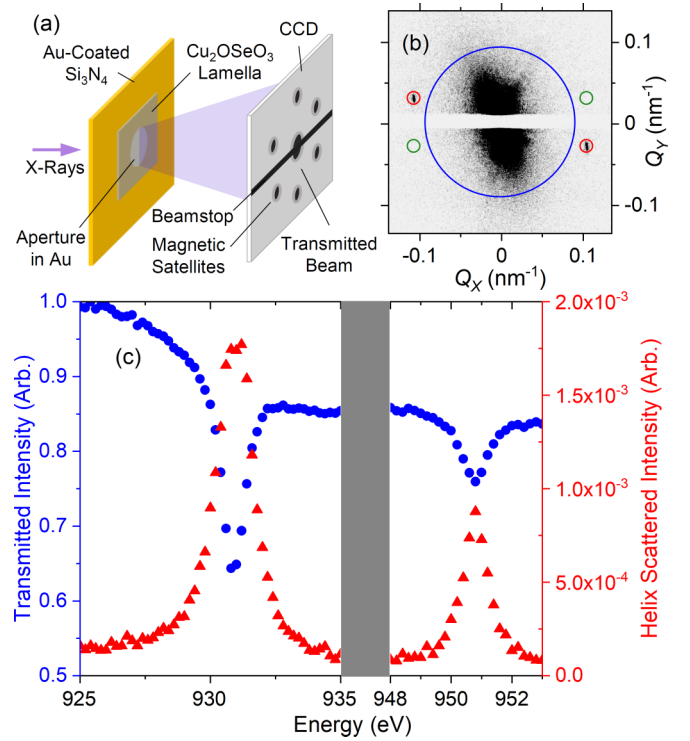 (a)
Au-Coated
Si3N4
Cu2OSeO3
Lamella
CCD
X-Rays
Aperture
in Au
Beamstop
Magnetic
Satellites
Transmitted
Beam
(b)
0.1
0
-0.1
QY (nm-1)
-0.1 0 0.1
QX (nm-1)
(c)
1.0
0.9
0.8
0.7
0.6
0.5
Transmitted Intensity (Arb.)
2.0x10-3
1.5x10-3
1.0x10-3
5.0x10-4
0.0
Helix Scattered Intensity (Arb.)
925 930 935 948 950 952
Energy (eV)